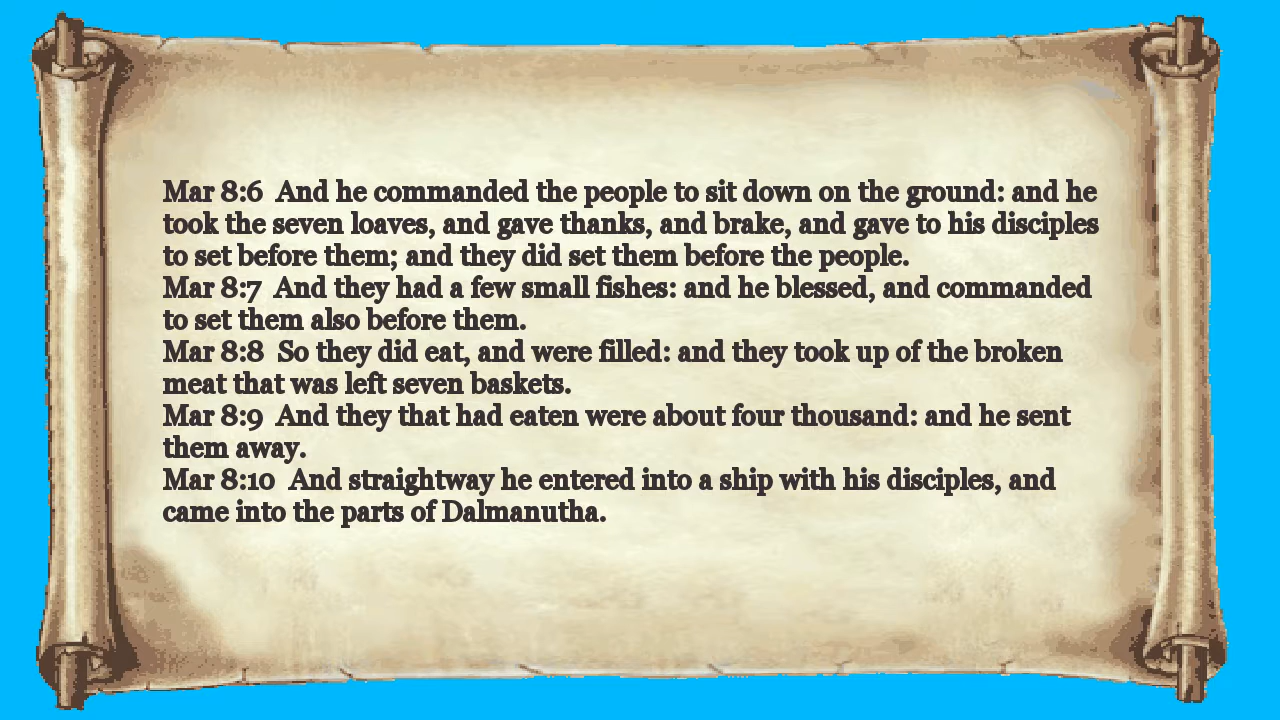 Mar 8:6  And he commanded the people to sit down on the ground: and he
took the seven loaves, and gave thanks, and brake, and gave to his disciples
to set before them; and they did set them before the people.
Mar 8:7  And they had a few small fishes: and he blessed, and commanded
to set them also before them.
Mar 8:8  So they did eat, and were filled: and they took up of the broken
meat that was left seven baskets.
Mar 8:9  And they that had eaten were about four thousand: and he sent
them away.
Mar 8:10  And straightway he entered into a ship with his disciples, and
came into the parts of Dalmanutha.